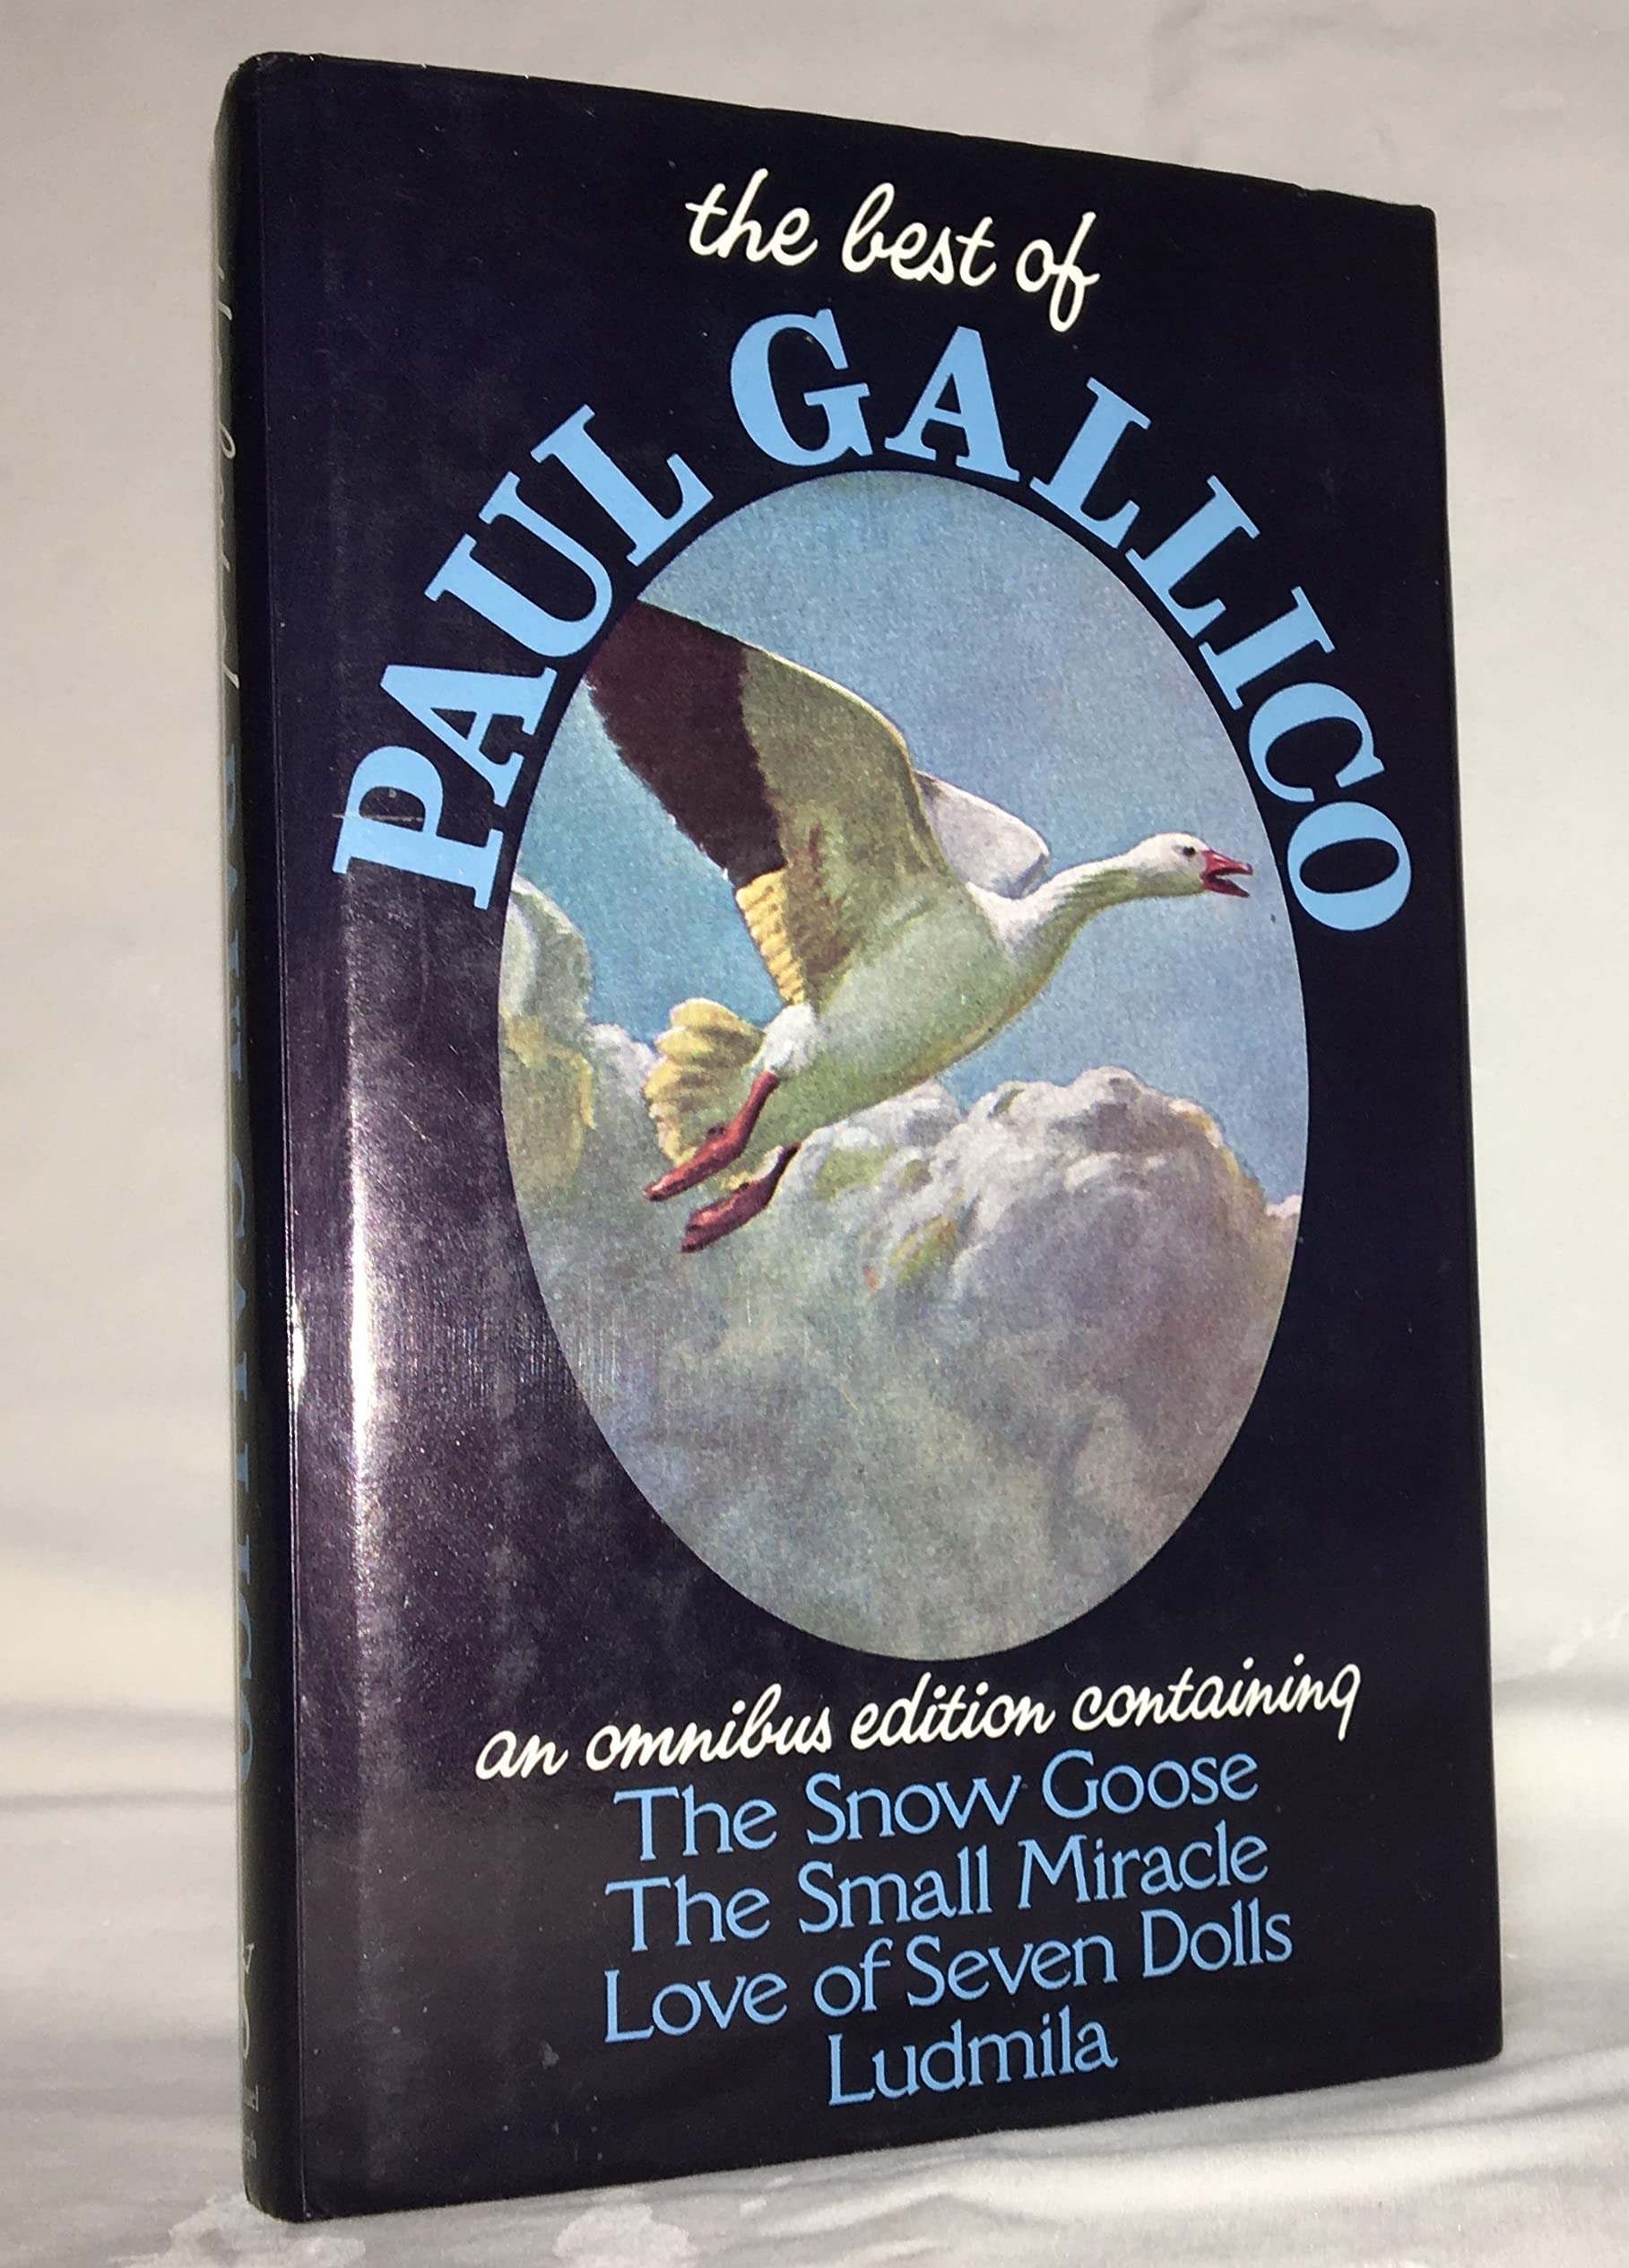 the best of
PAUL GALLICO
an omnibus edition containing
The Snow Goose
The Small Miracle
Love of Seven Dolls
Ludmila